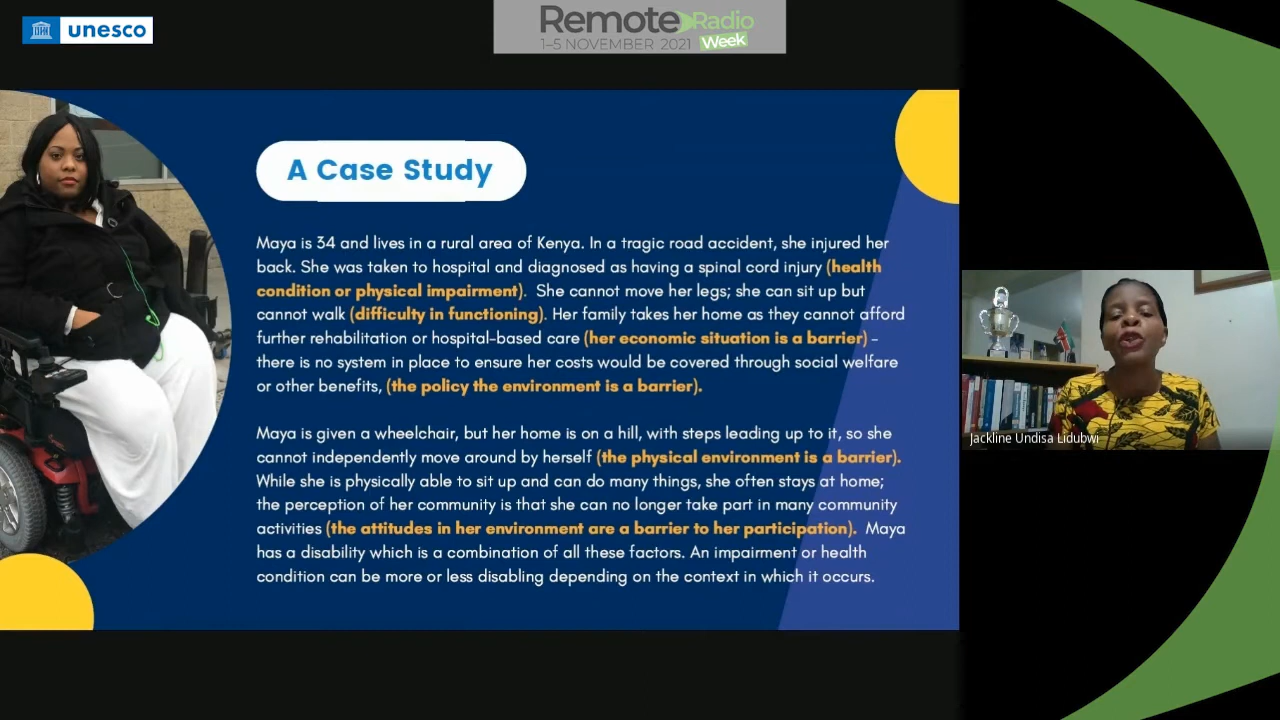 unesco
Remote Radio
1–5 NOVEMBER 2021 Week
A Case Study
Maya is 34 and lives in a rural area of Kenya. In a tragic road accident, she injured her
back. She was taken to hospital and diagnosed as having a spinal cord injury (health
condition or physical impairment). She cannot move her legs; she can sit up but
cannot walk (difficulty in functioning). Her family takes her home as they cannot afford
further rehabilitation or hospital-based care (her economic situation is a barrier) –
there is no system in place to ensure her costs would be covered through social welfare
or other benefits, (the policy the environment is a barrier).
Maya is given a wheelchair, but her home is on a hill, with steps leading up to it, so she
cannot independently move around by herself (the physical environment is a barrier).
While she is physically able to sit up and can do many things, she often stays at home;
the perception of her community is that she can no longer take part in many community
activities (the attitudes in her environment are a barrier to her participation). Maya
has a disability which is a combination of all these factors. An impairment or health
condition can be more or less disabling depending on the context in which it occurs.
Jackline Undisa Lidubwi